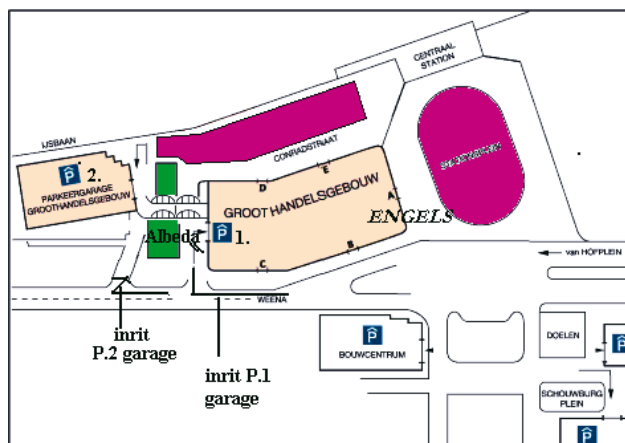 CENTRAAL
STATION
IJSBAAN
CONRADSTRAAT
P 2.
PARKEERGARAGE
GROOTHANDELSGEBOUW
D
E
GROOTHANDELSGEBOUW
A
ENGELS
Albeda
P 1.
B
C
van HOFPLEIN
WEENA
inrit
P.2 garage
inrit P.1
garage
P
BOUWCENTRUM
DOELEN
P
SCHOUWBURG
PLEIN
P